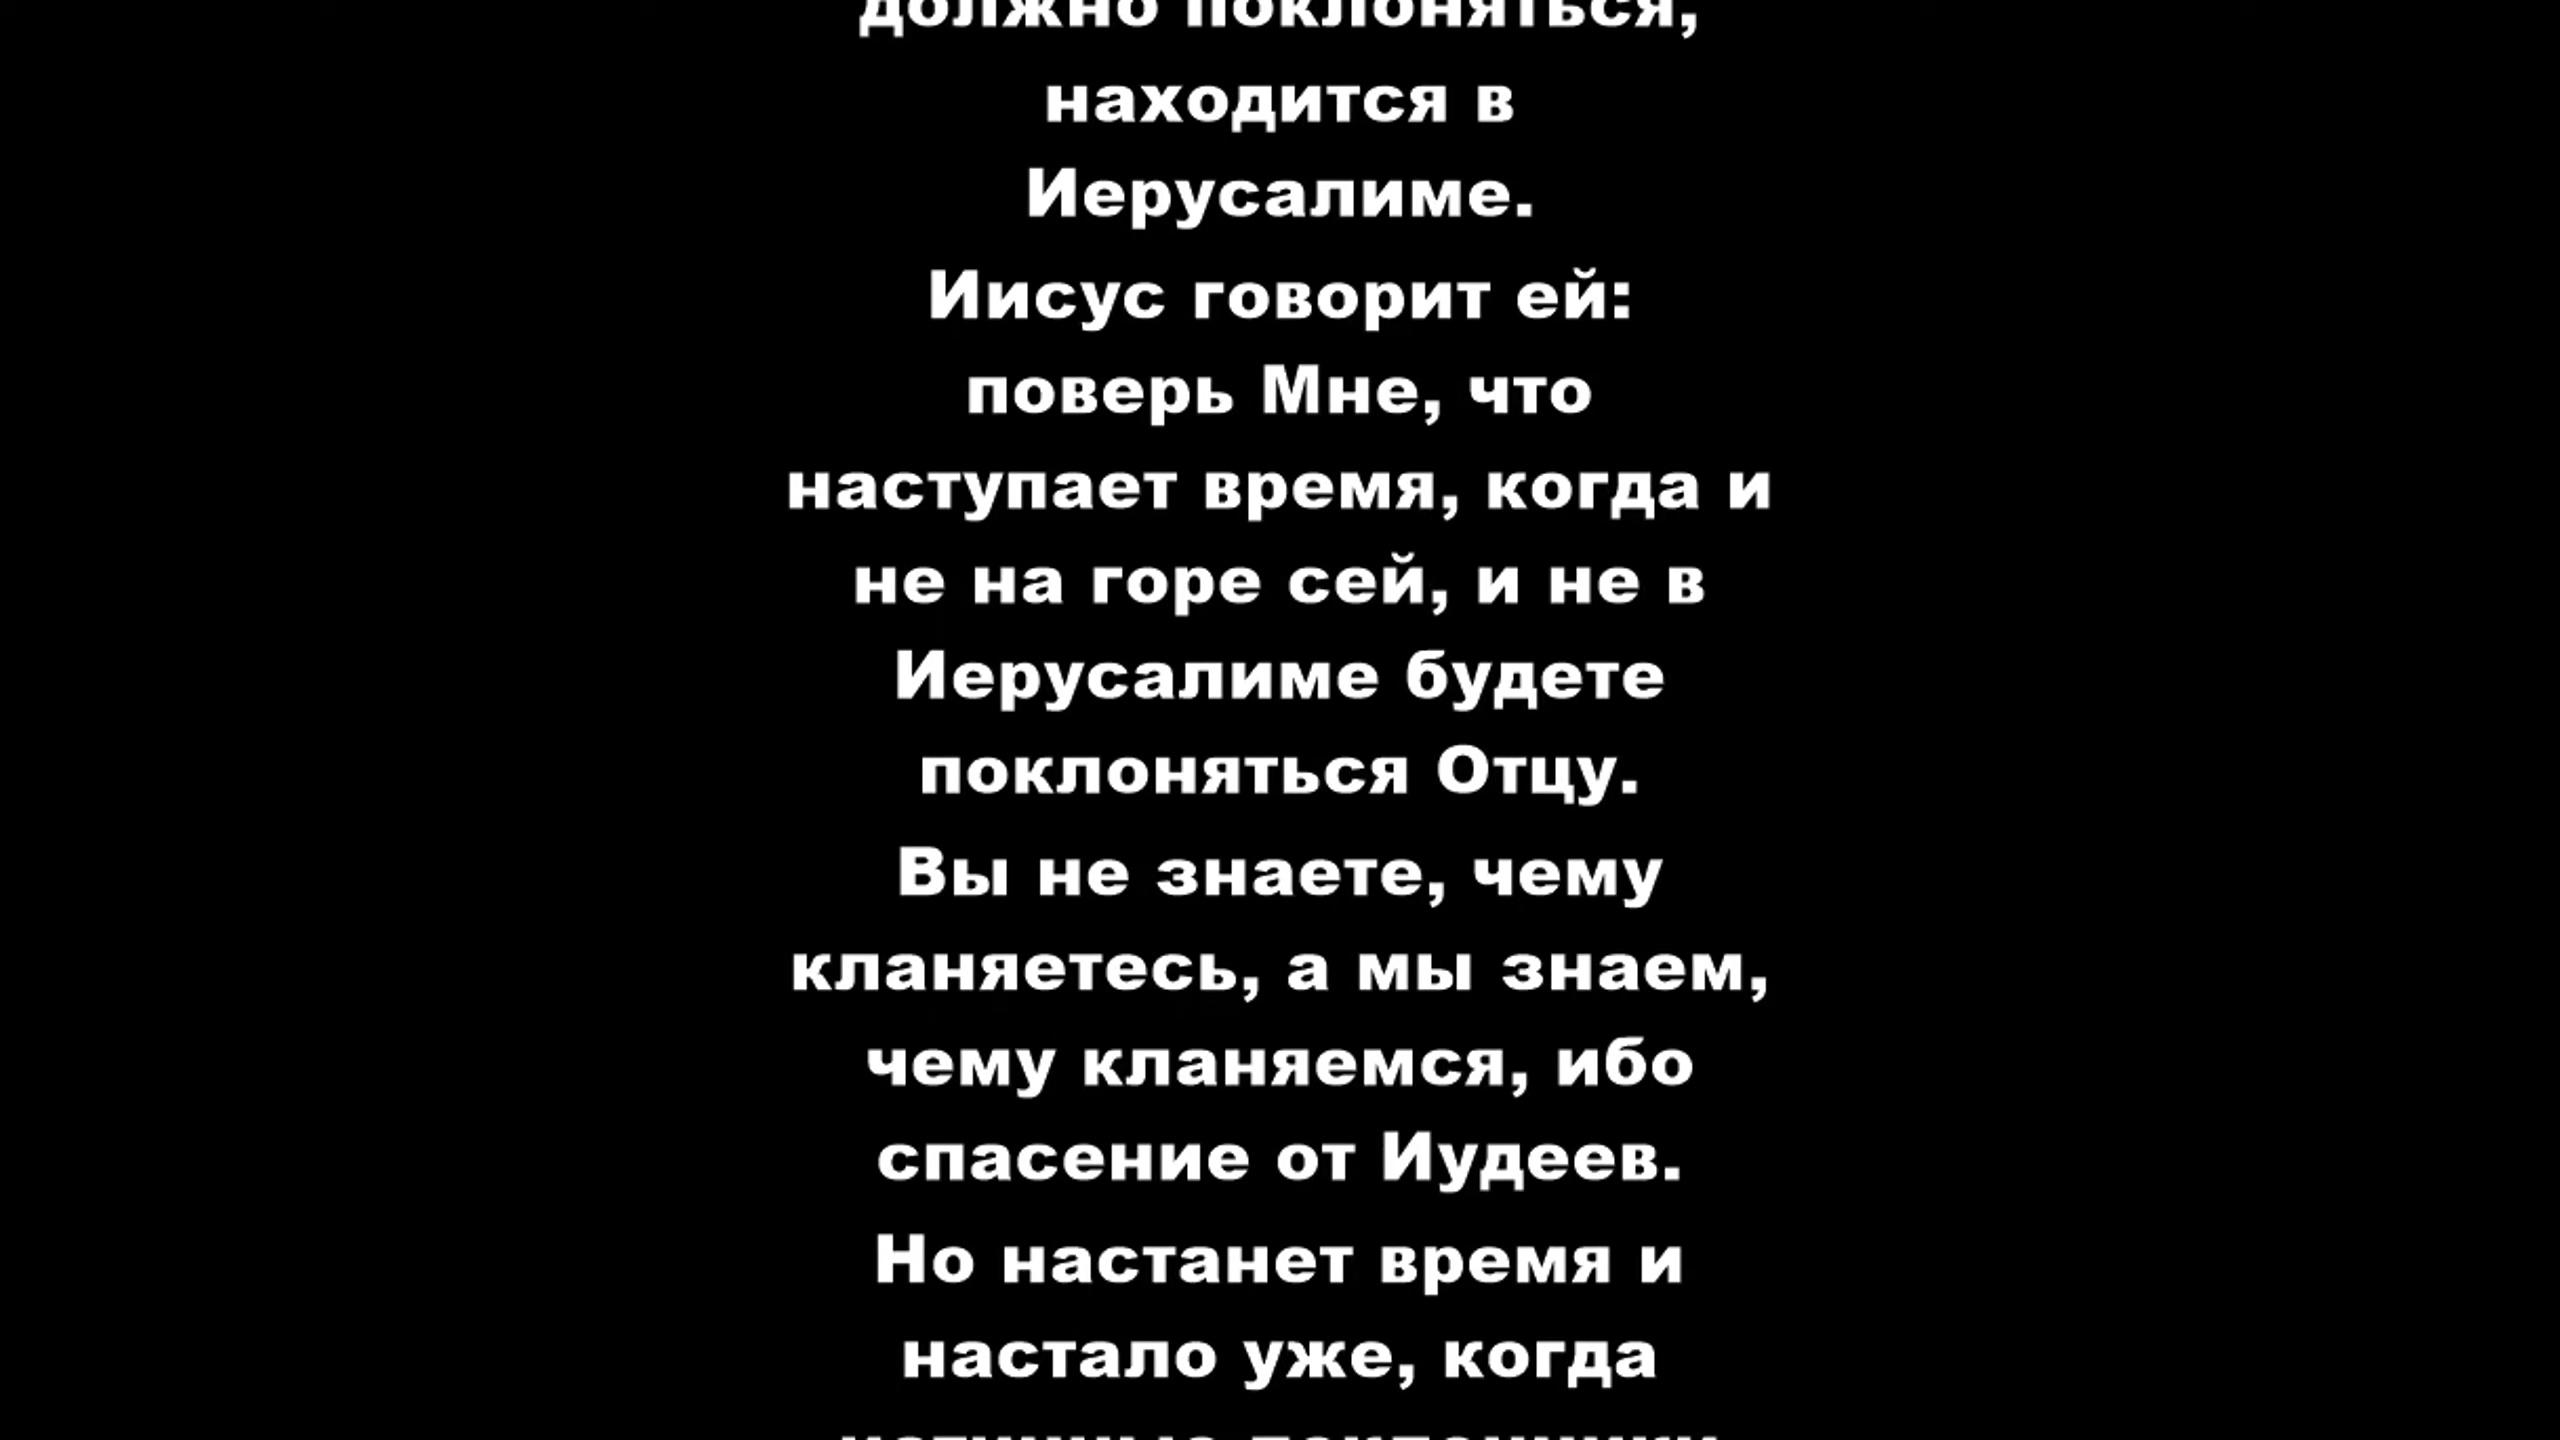 должно поклоняться,
находится в
Иерусалиме.
Иисус говорит ей:
поверь Мне, что
наступает время, когда и
не на горе сей, и не в
Иерусалиме будете
поклоняться Отцу.
Вы не знаете, чему
кланяетесь, а мы знаем,
чему кланяемся, ибо
спасение от Иудеев.
Но настанет время и
настало уже, когда